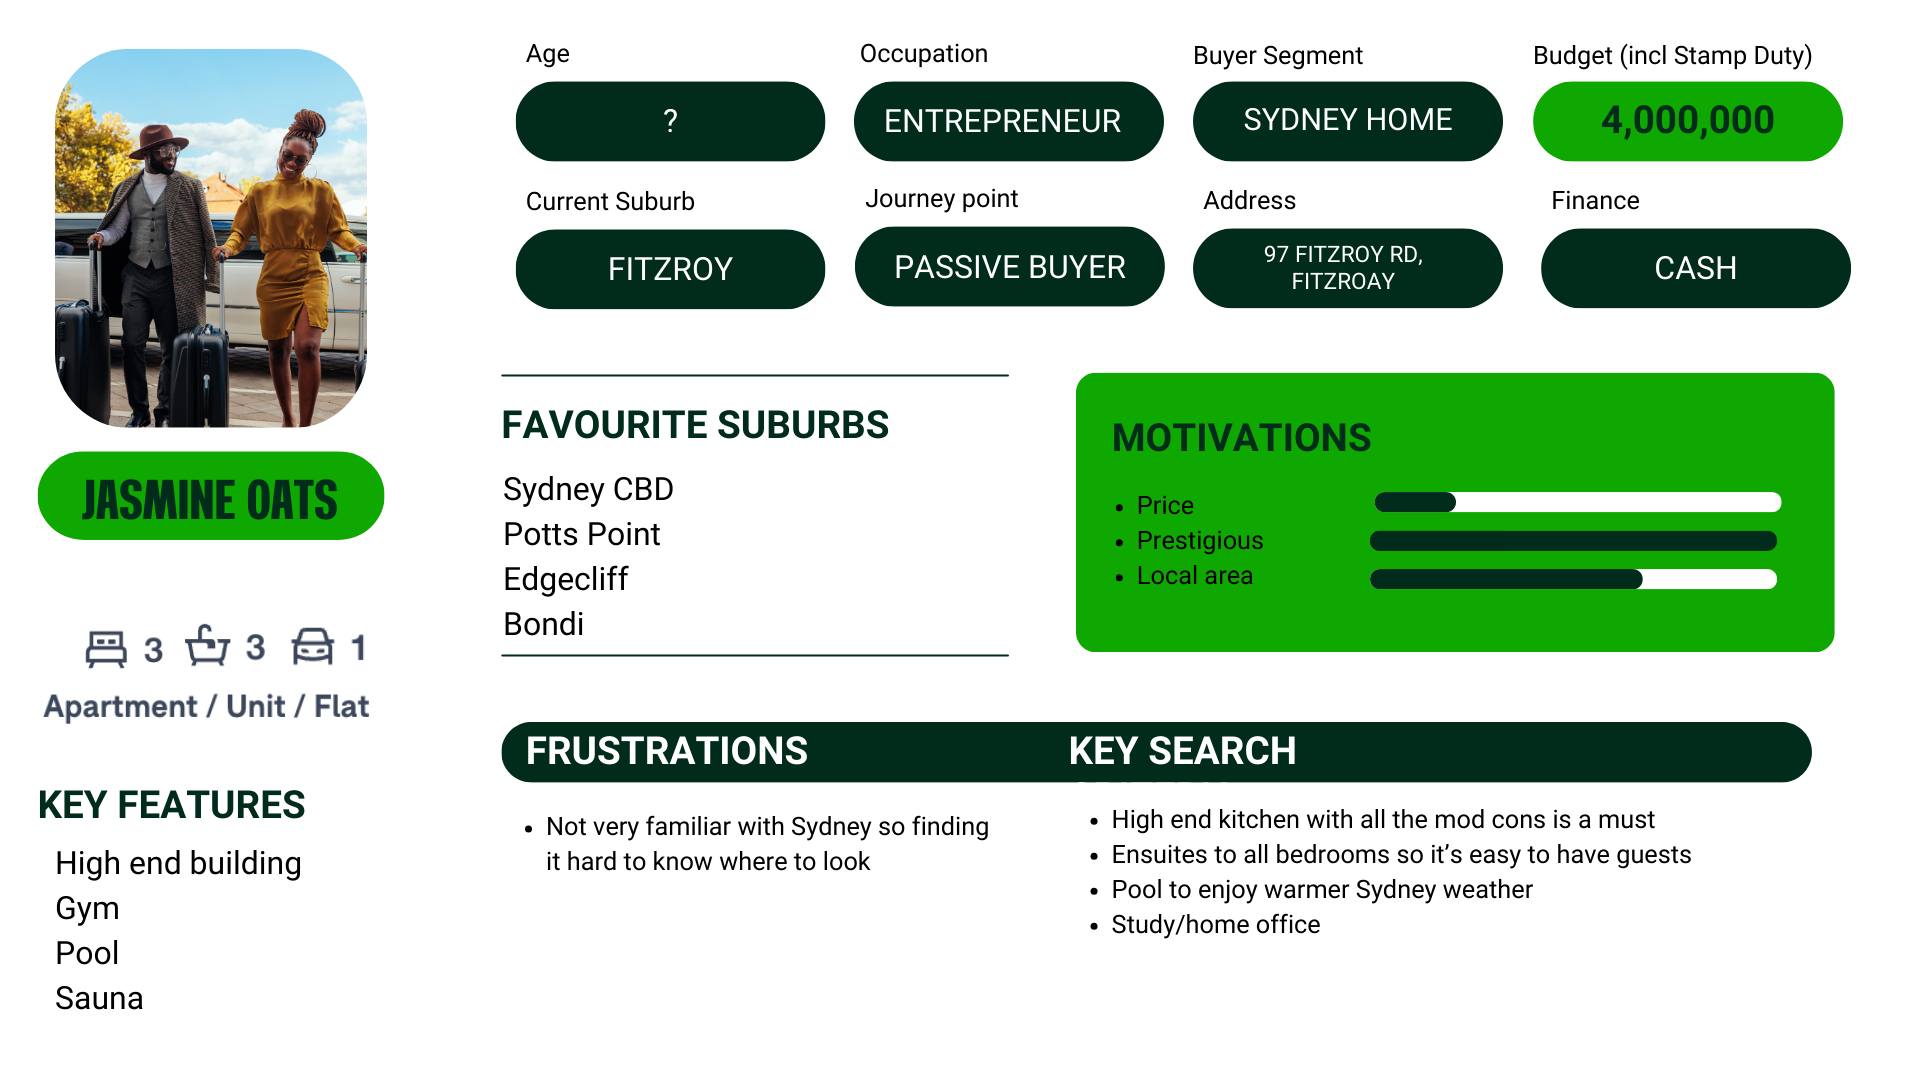 Age
?
Occupation
ENTREPRENEUR
Buyer Segment
SYDNEY HOME
Budget (incl Stamp Duty)
4,000,000
Current Suburb
FITZROY
Journey point
PASSIVE BUYER
Address
97 FITZROY RD,
FITZROAY
Finance
CASH
JASMINE OATS
3 3 1
Apartment / Unit / Flat
KEY FEATURES
High end building
Gym
Pool
Sauna
FAVOURITE SUBURBS
Sydney CBD
Potts Point
Edgecliff
Bondi
MOTIVATIONS
• Price
• Prestigious
• Local area
FRUSTRATIONS
• Not very familiar with Sydney so finding
it hard to know where to look
KEY SEARCH
• High end kitchen with all the mod cons is a must
• Ensuites to all bedrooms so it’s easy to have guests
• Pool to enjoy warmer Sydney weather
• Study/home office